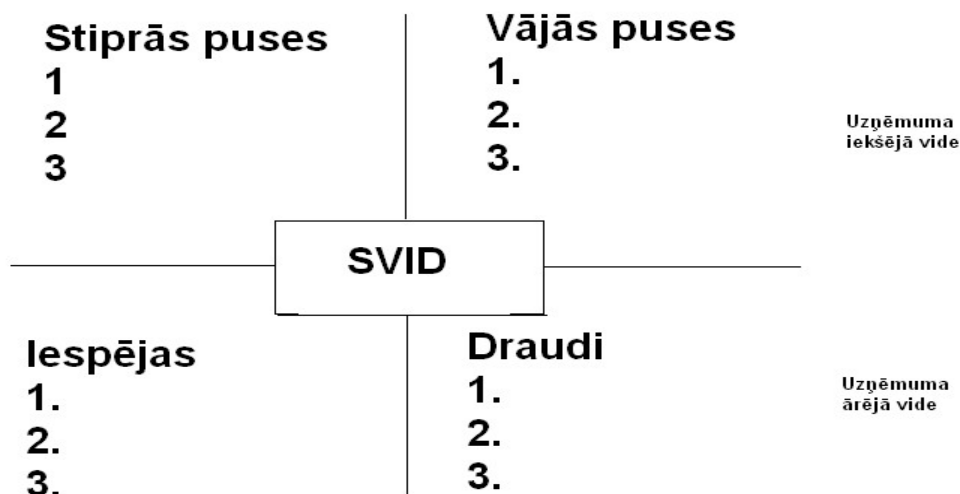 Stiprās puses
1
2
3
Vājās puses
1.
2.
3.
Uzņēmuma
iekšējā vide
SVID
Iespējas
1.
2.
3.
Draudi
1.
2.
3.
Uzņēmuma
ārējā vide